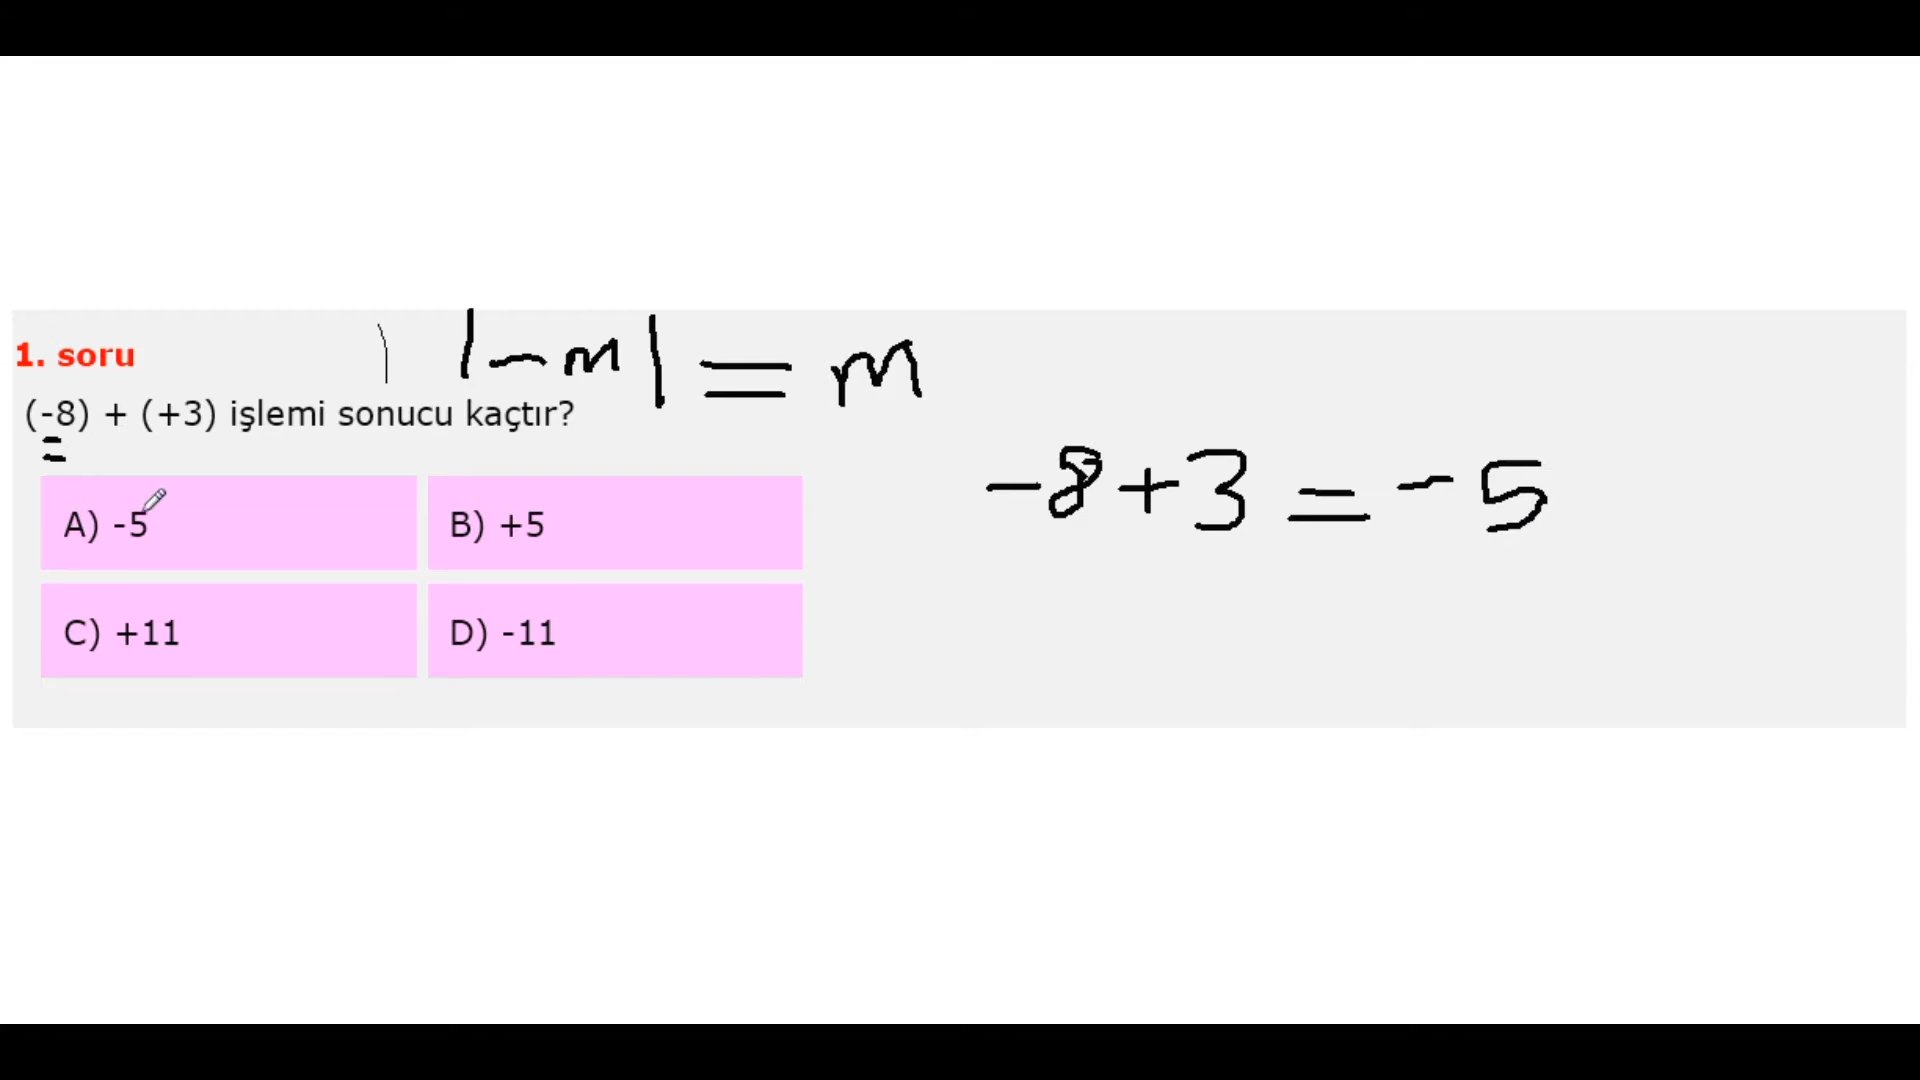 1. soru
|-m| = m
(-8) + (+3) işlemi sonucu kaçtır?
-8+3 = -5
A) -5
B) +5
C) +11
D) -11